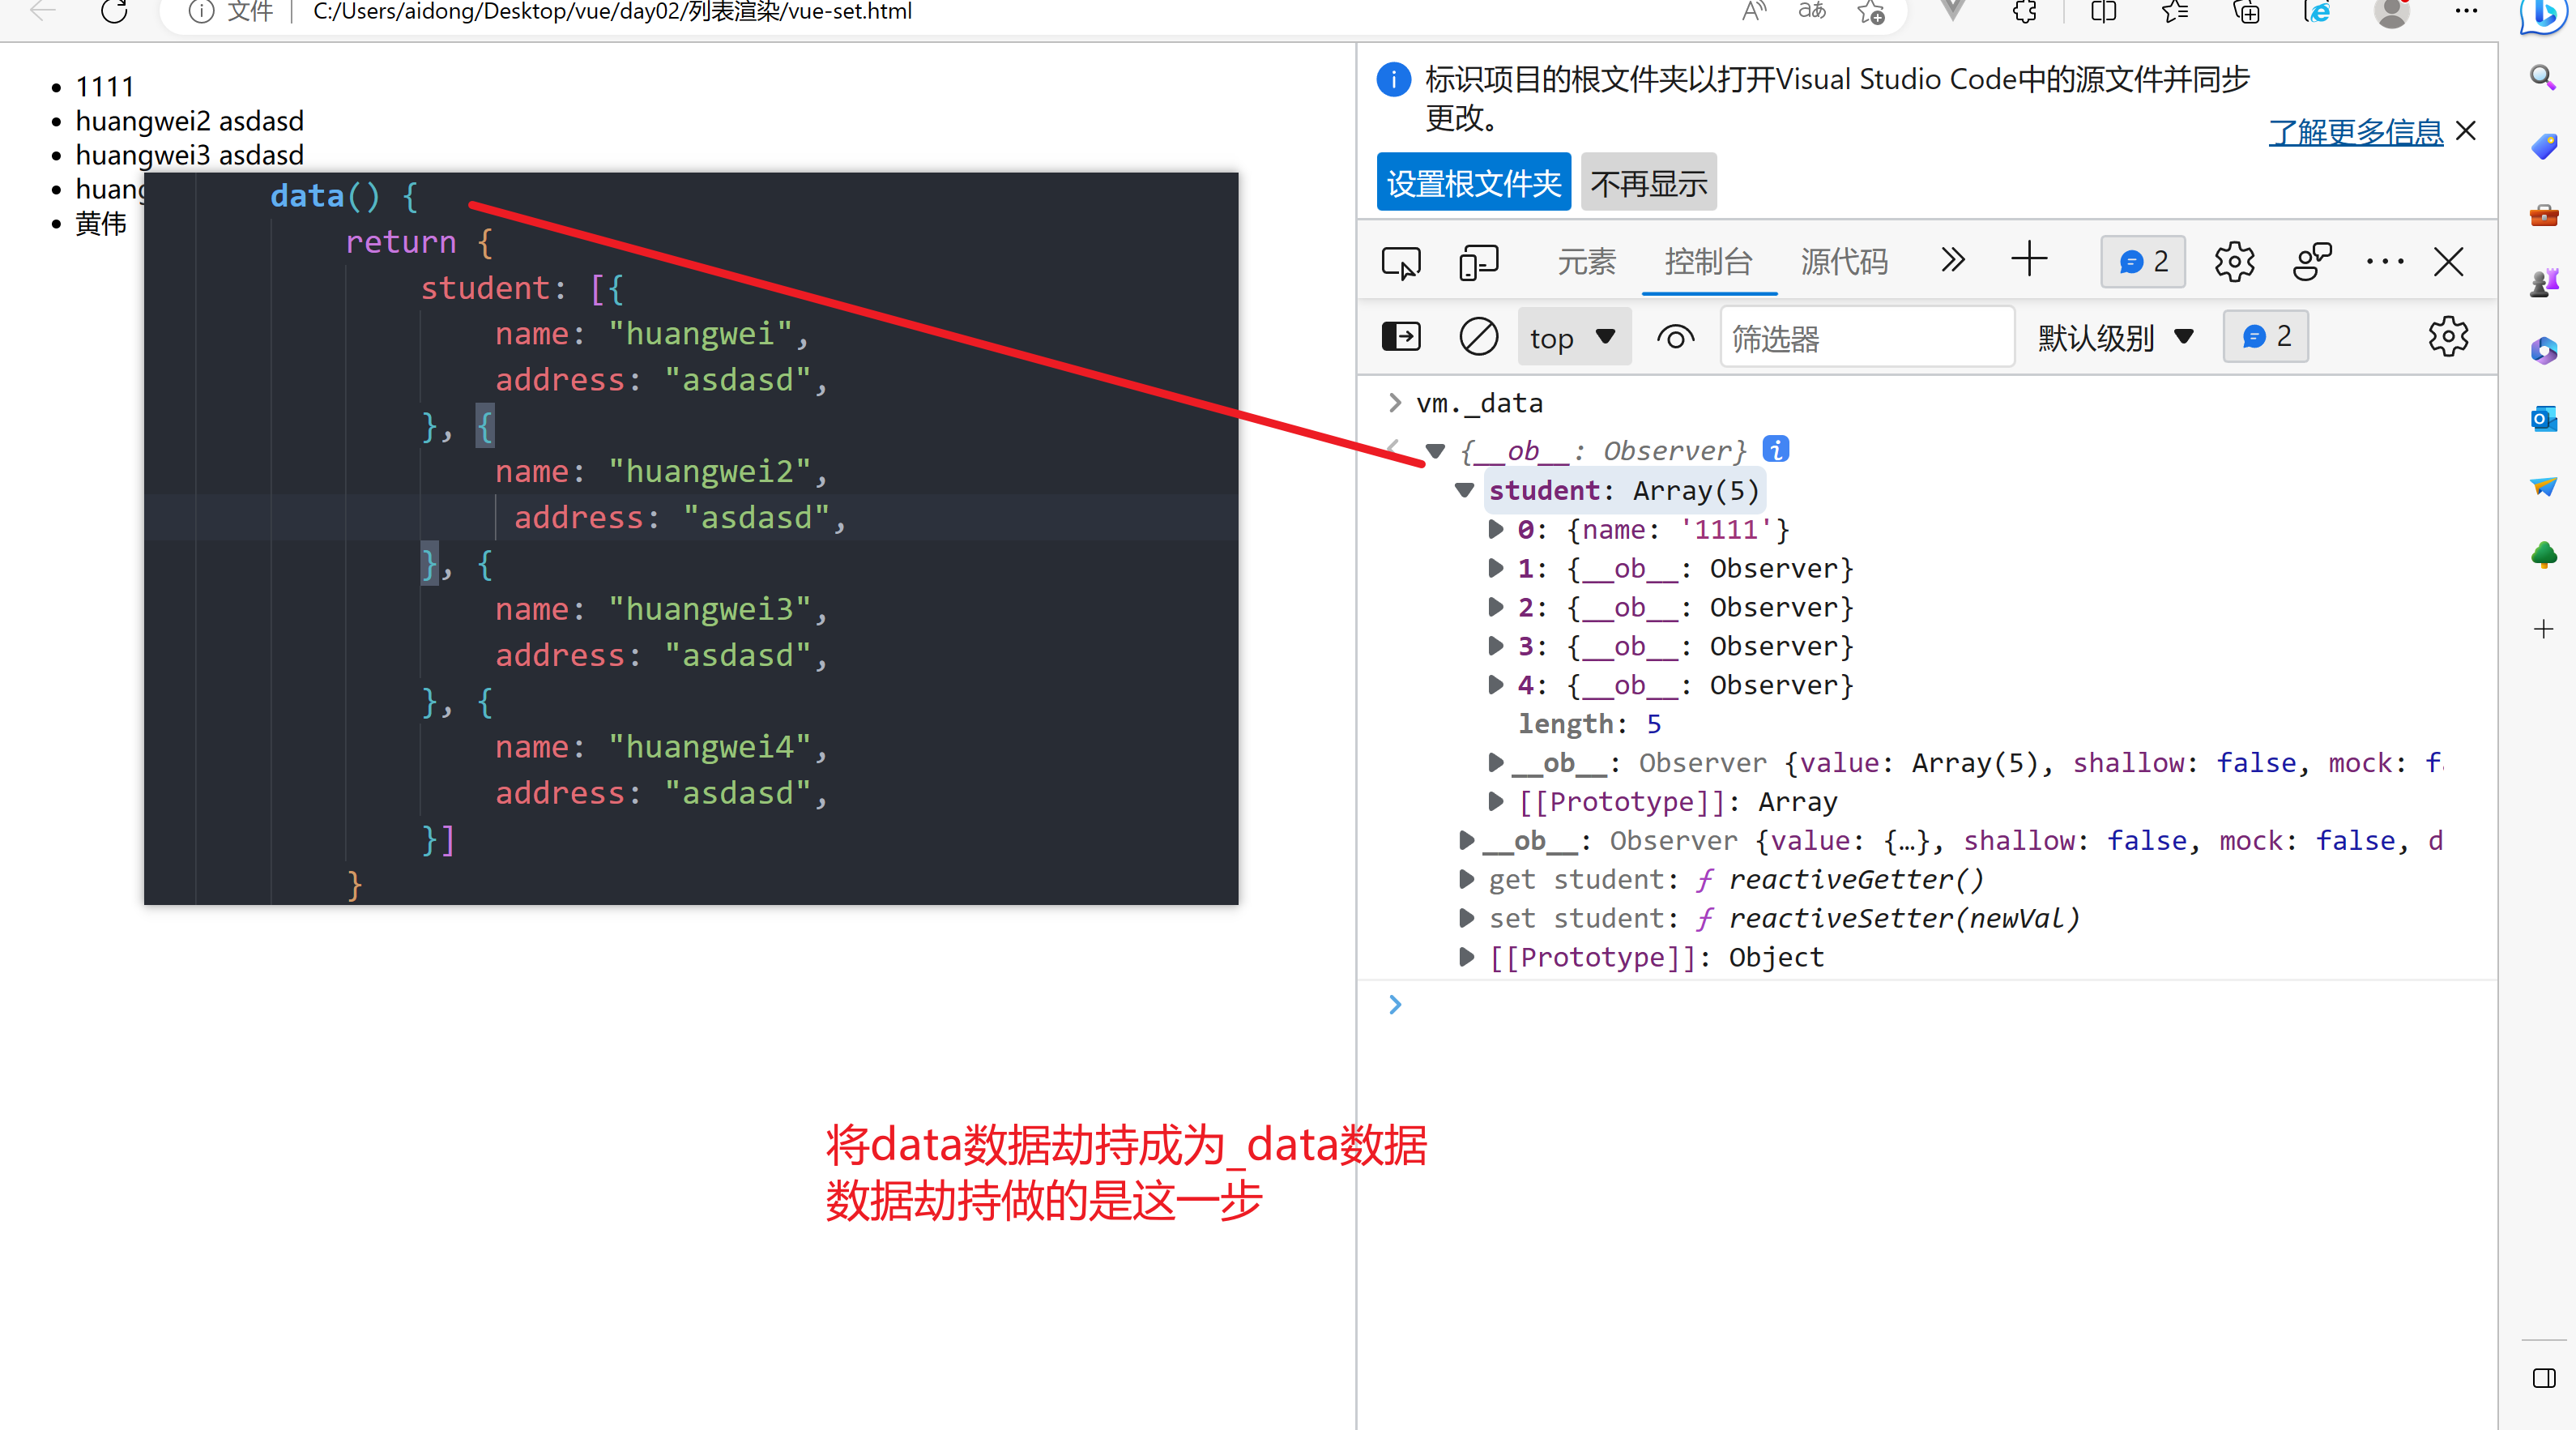 文件 C:/Users/aidong/Desktop/vue/day02/列表渲染/vue-set.html
1111
huangwei2 asdasd
huangwei3 asdasd
huang
黄伟
data() {
return {
student: [{
name: "huangwei",
address: "asdasd",
}, {
name: "huangwei2",
address: "asdasd",
}, {
name: "huangwei3",
address: "asdasd",
}, {
name: "huangwei4",
address: "asdasd",
}]
}
将data数据劫持成为_data数据
数据劫持做的是这一步
标识项目的根文件夹以打开Visual Studio Code中的源文件并同步
更改。
了解更多信息
设置根文件夹 不再显示
元素 控制台 源代码 2
top 筛选器 默认级别 2
vm._data
{__ob__: Observer}
student: Array(5)
0: {name: '1111'}
1: {__ob__: Observer}
2: {__ob__: Observer}
3: {__ob__: Observer}
4: {__ob__: Observer}
length: 5
__ob__: Observer {value: Array(5), shallow: false, mock: f
[[Prototype]]: Array
__ob__: Observer {value: {…}, shallow: false, mock: false, d
get student: ƒ reactiveGetter()
set student: ƒ reactiveSetter(newVal)
[[Prototype]]: Object